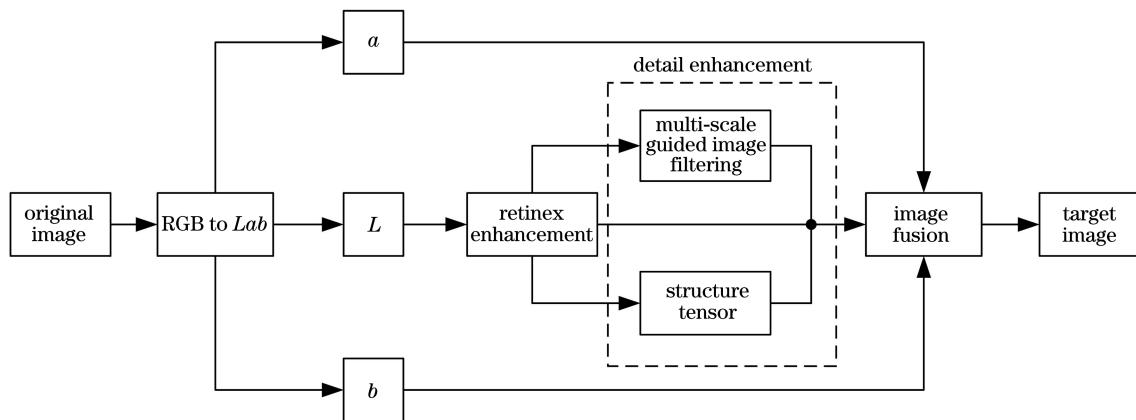 a
detail enhancement
multi-scale
guided image
filtering
original
image
RGB to Lab
L
retinex
enhancement
image
fusion
target
image
structure
tensor
b